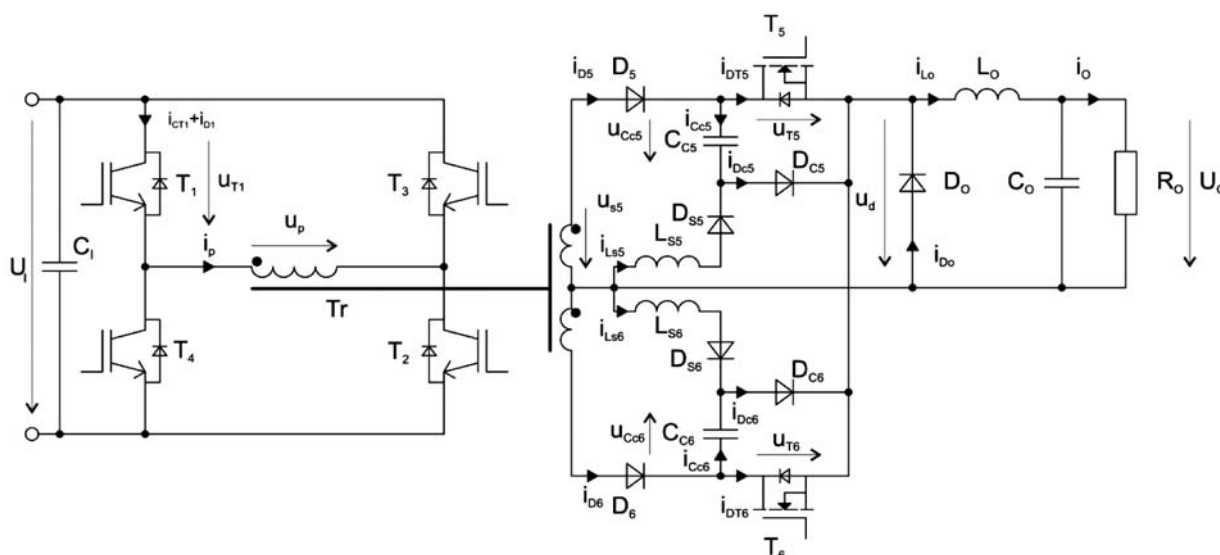 T5
iD5 D5 iDT5 iLo LO iO
iCT1+iD1
uCc5 iCc5 CC5 uT5
T1 uT1 T3
iDc5 DC5
up us5 ud DO CO RO
DS5
CI ip iLs5 LS5
UI iDo
Tr
iLs6 LS6
T4 T2 DS6 DC6
iDc6
uCc6 CC6 uT6
iCc6
iD6 D6 iDT6